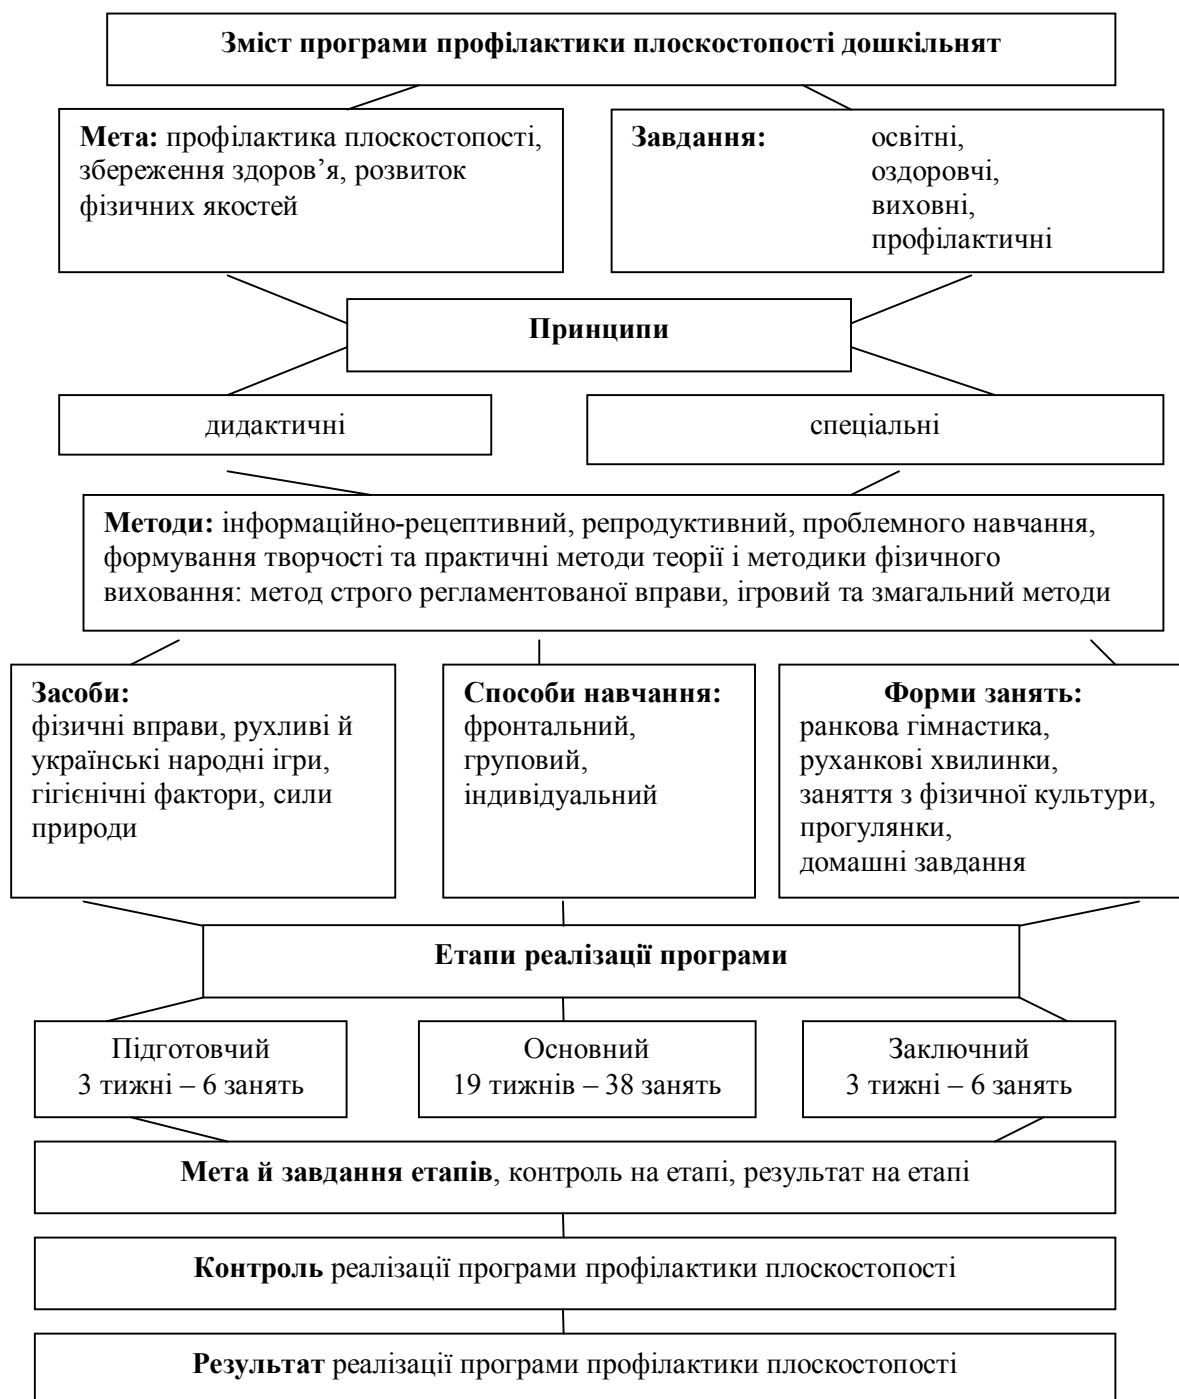 Зміст програми профілактики плоскостопості дошкільнят
Мета: профілактика плоскостопості,
збереження здоров’я, розвиток
фізичних якостей
Завдання: освітні,
оздоровчі,
виховні,
профілактичні
Принципи
дидактичні
спеціальні
Методи: інформаційно-рецептивний, репродуктивний, проблемного навчання,
формування творчості та практичні методи теорії і методики фізичного
виховання: метод строго регламентованої вправи, ігровий та змагальний методи
Засоби:
фізичні вправи, рухливі й
українські народні ігри,
гігієнічні фактори, сили
природи
Способи навчання:
фронтальний,
груповий,
індивідуальний
Форми занять:
ранкова гімнастика,
руханкові хвилинки,
заняття з фізичної культури,
прогулянки,
домашні завдання
Етапи реалізації програми
Підготовчий
3 тижні – 6 занять
Основний
19 тижнів – 38 занять
Заключний
3 тижні – 6 занять
Мета й завдання етапів, контроль на етапі, результат на етапі
Контроль реалізації програми профілактики плоскостопості
Результат реалізації програми профілактики плоскостопості